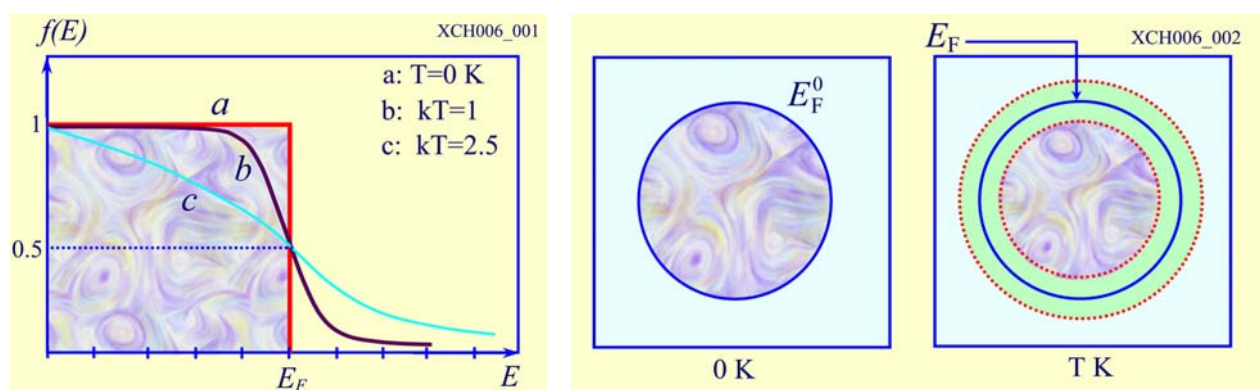 f(E)
XCH006_001
a: T=0 K
b: kT=1
c: kT=2.5
a
1
b
c
0.5
E_F
E
E_F^0
0 K
E_F
XCH006_002
T K